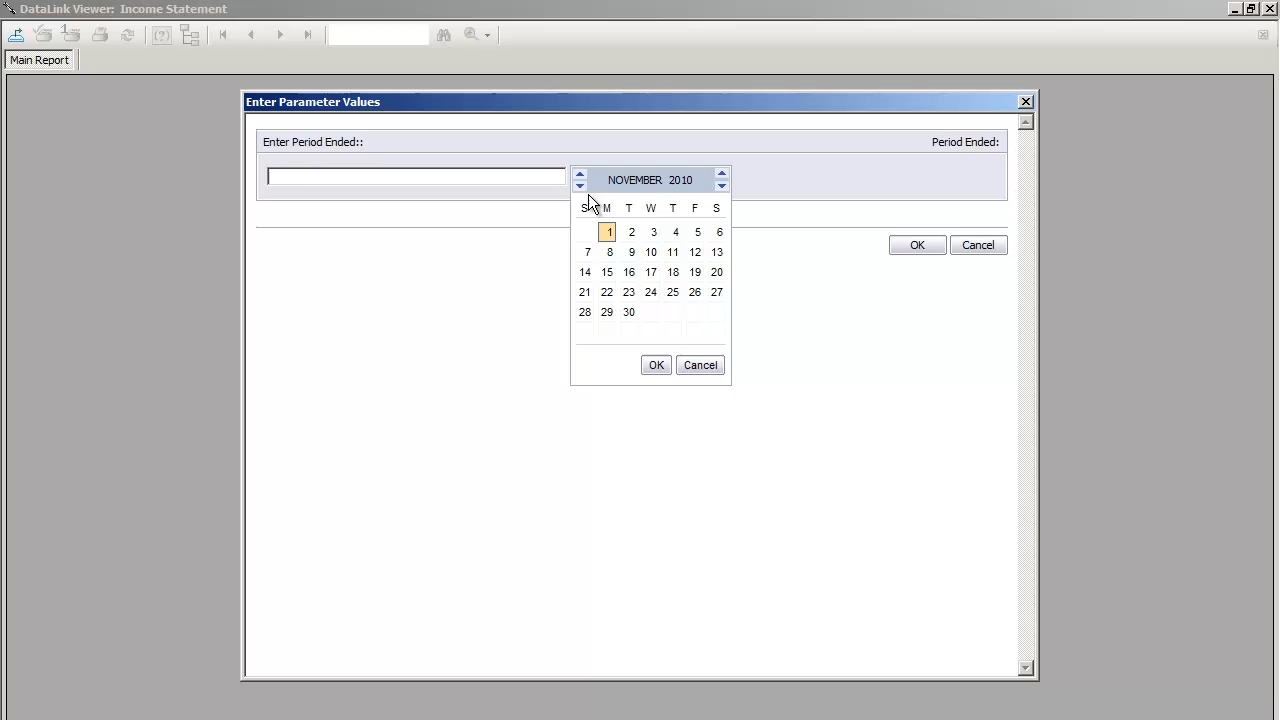 DataLink Viewer: Income Statement
Main Report
Enter Parameter Values
Enter Period Ended::
Period Ended:
NOVEMBER 2010
S M T W T F S
1 2 3 4 5 6
7 8 9 10 11 12 13
14 15 16 17 18 19 20
21 22 23 24 25 26 27
28 29 30
OK Cancel
OK Cancel